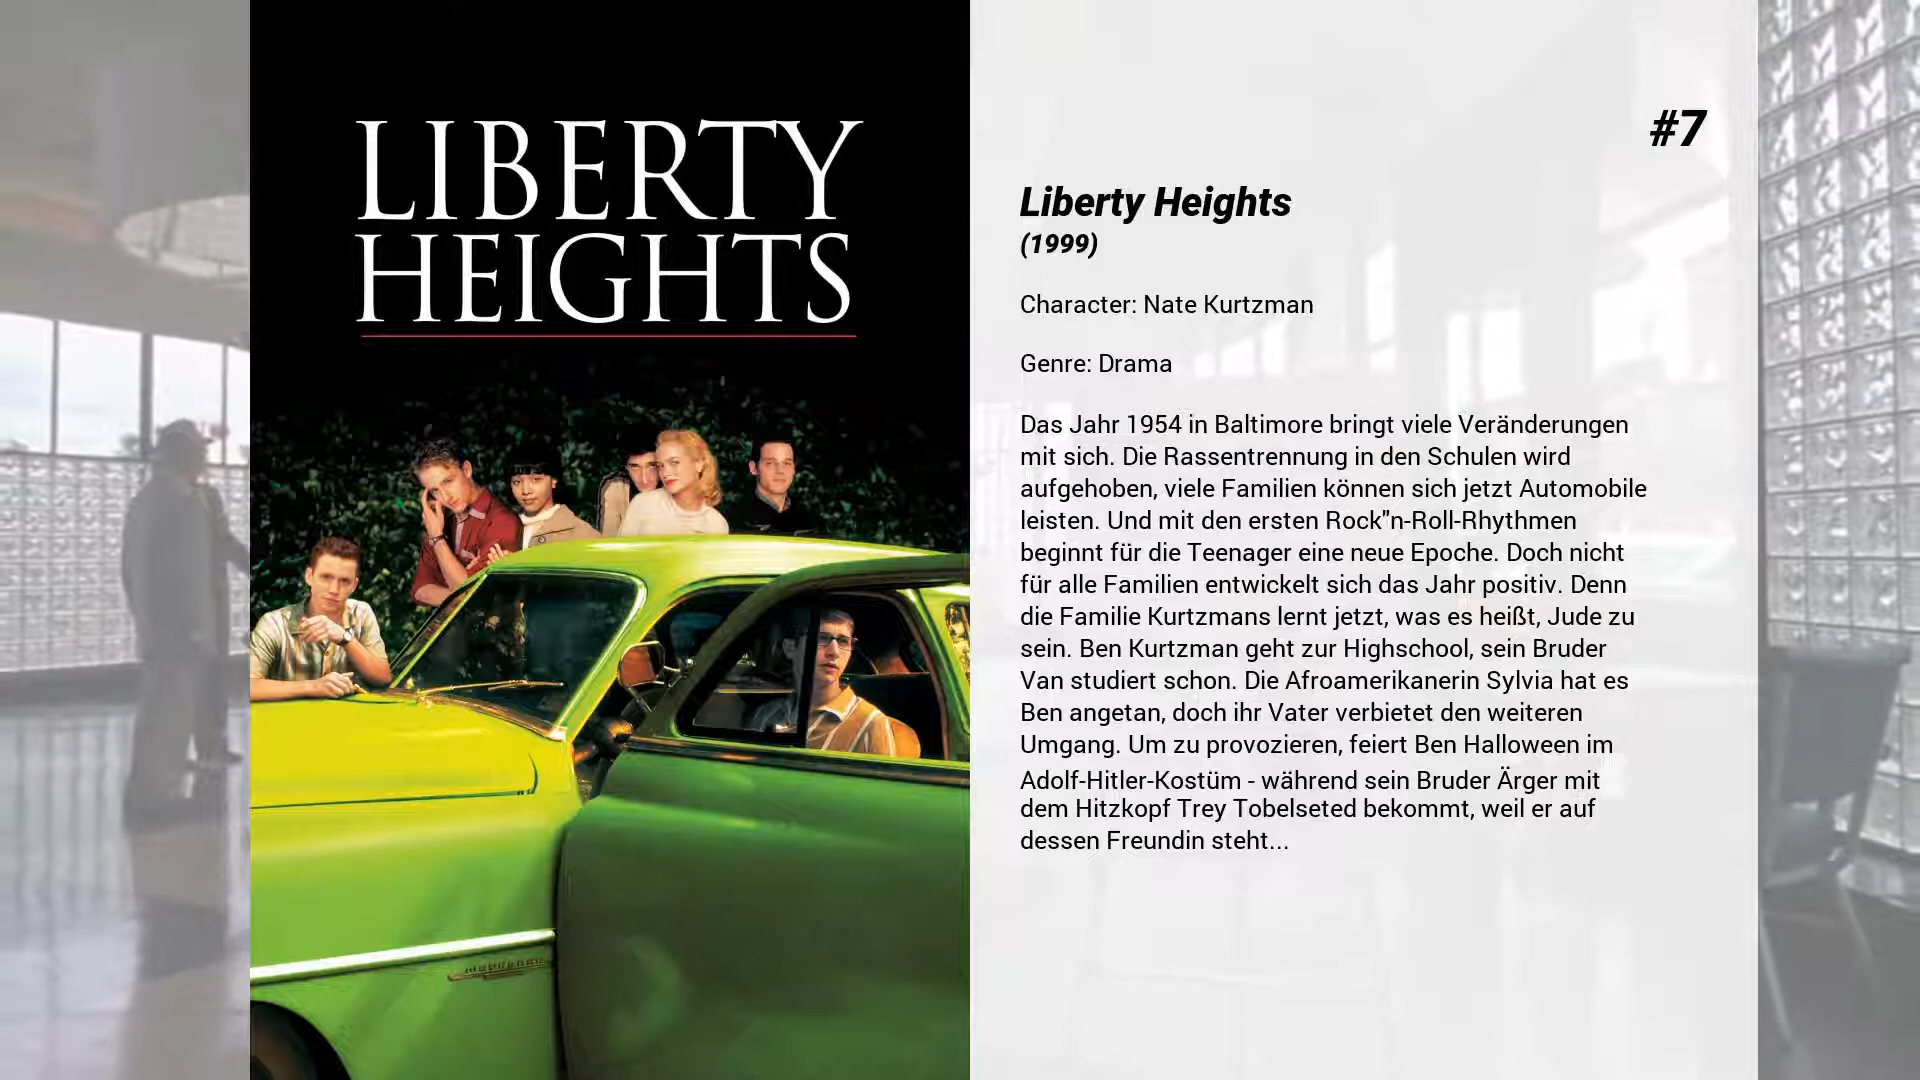 LIBERTY
HEIGHTS
#7
Liberty Heights
(1999)
Character: Nate Kurtzman
Genre: Drama
Das Jahr 1954 in Baltimore bringt viele Veränderungen
mit sich. Die Rassentrennung in den Schulen wird
aufgehoben, viele Familien können sich jetzt Automobile
leisten. Und mit den ersten Rock"n-Roll-Rhythmen
beginnt für die Teenager eine neue Epoche. Doch nicht
für alle Familien entwickelt sich das Jahr positiv. Denn
die Familie Kurtzmans lernt jetzt, was es heißt, Jude zu
sein. Ben Kurtzman geht zur Highschool, sein Bruder
Van studiert schon. Die Afroamerikanerin Sylvia hat es
Ben angetan, doch ihr Vater verbietet den weiteren
Umgang. Um zu provozieren, feiert Ben Halloween im
Adolf-Hitler-Kostüm - während sein Bruder Ärger mit
dem Hitzkopf Trey Tobelseted bekommt, weil er auf
dessen Freundin steht...